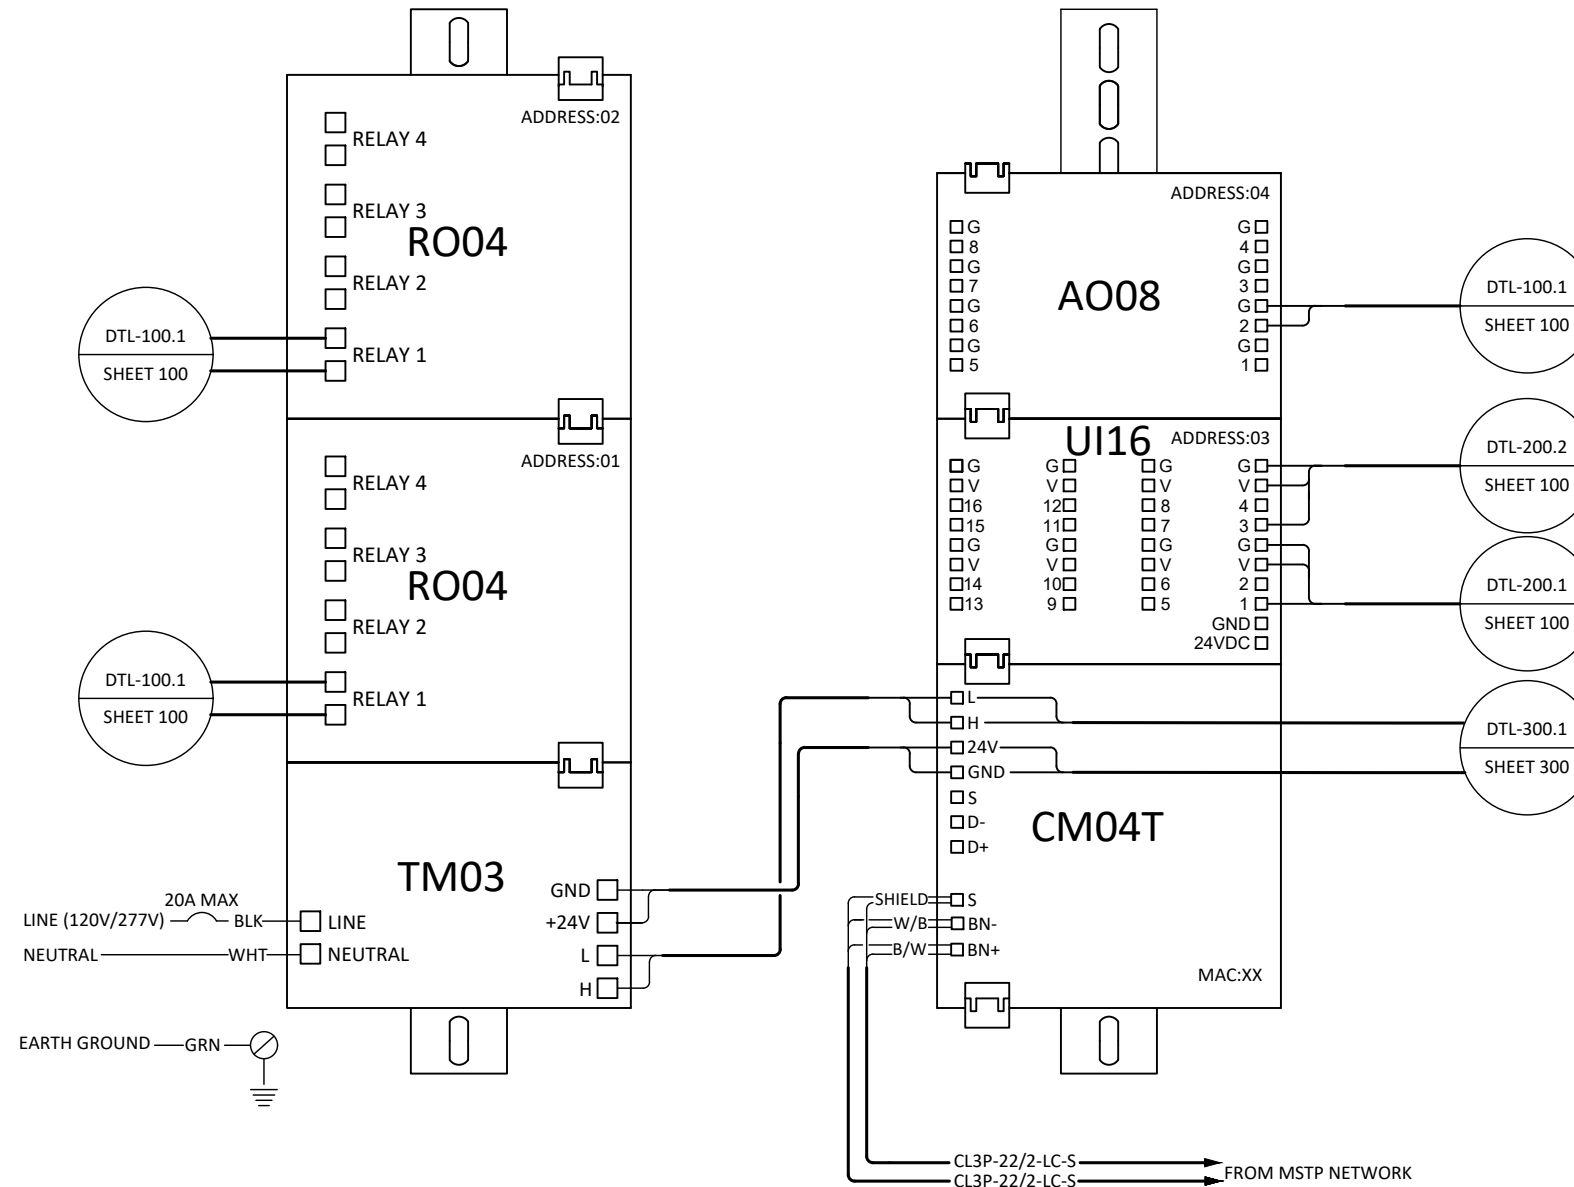 ADDRESS:02
RELAY 4
RELAY 3
RO04
RELAY 2
RELAY 1
DTL-100.1
SHEET 100
ADDRESS:01
RELAY 4
RELAY 3
RO04
RELAY 2
RELAY 1
DTL-100.1
SHEET 100
TM03
GND
+24V
L
H
20A MAX
LINE (120V/277V) BLK LINE
NEUTRAL WHT NEUTRAL
EARTH GROUND GRN
ADDRESS:04
AO08
G G
8 4
G G
7 3
G G
6 2
G G
5 1
DTL-100.1
SHEET 100
UI16 ADDRESS:03
G G G G
V V V V
16 12 8 4
15 11 7 3
G G G G
V V V V
14 10 6 2
13 9 5 1
GND
24VDC
DTL-200.2
SHEET 100
DTL-200.1
SHEET 100
L
H
24V
GND
S
D-
D+
CM04T
DTL-300.1
SHEET 300
SHIELD S
W/B BN-
B/W BN+
MAC:XX
CL3P-22/2-LC-S
CL3P-22/2-LC-S
FROM MSTP NETWORK